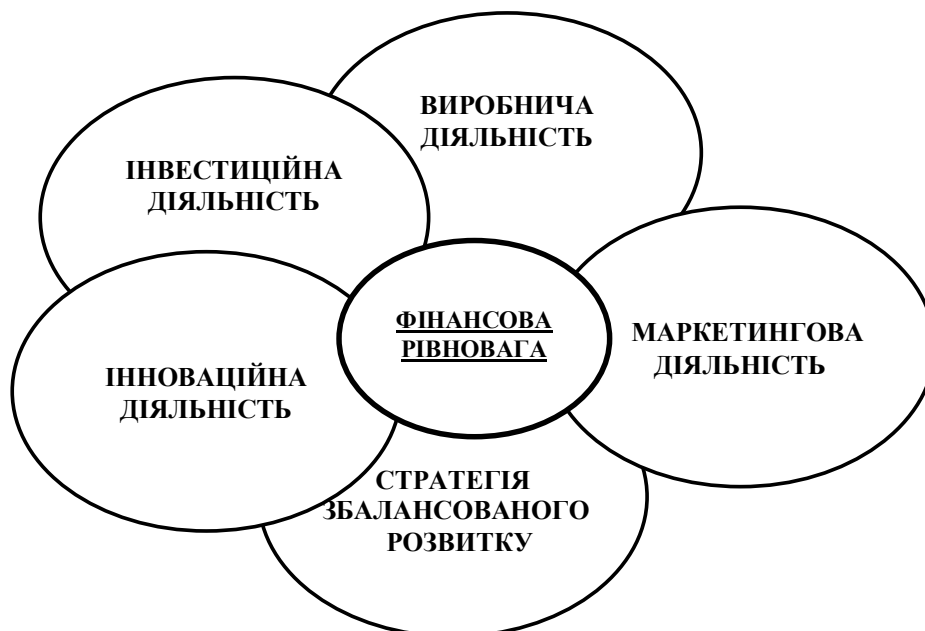 ВИРОБНИЧА
ДІЯЛЬНІСТЬ
ІНВЕСТИЦІЙНА
ДІЯЛЬНІСТЬ
ФІНАНСОВА
РІВНОВАГА
МАРКЕТИНГОВА
ДІЯЛЬНІСТЬ
ІННОВАЦІЙНА
ДІЯЛЬНІСТЬ
СТРАТЕГІЯ
ЗБАЛАНСОВАНОГО
РОЗВИТКУ